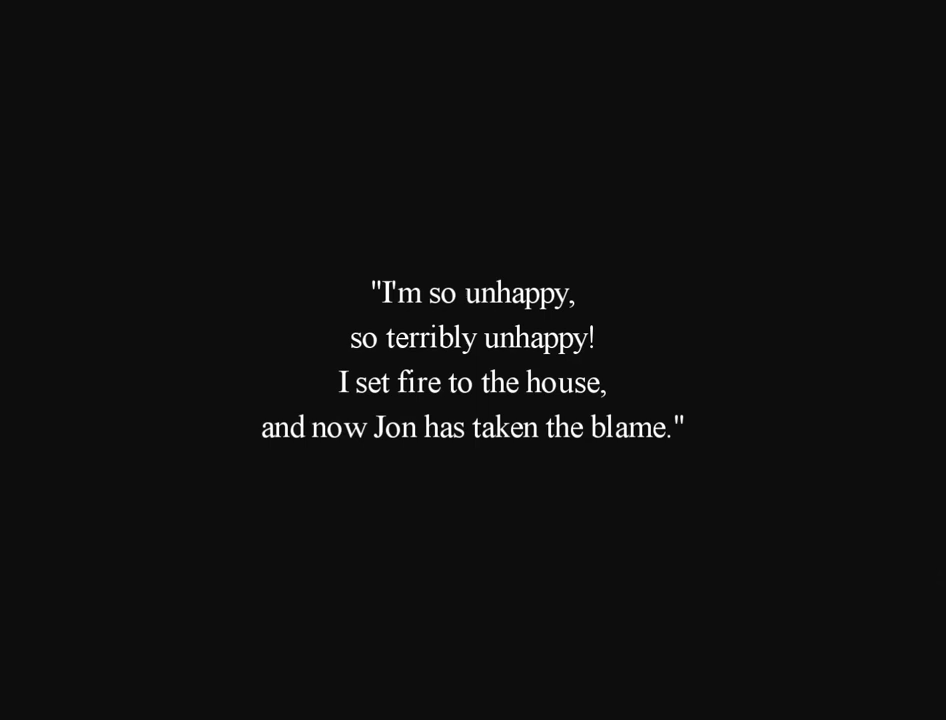 "I'm so unhappy,
so terribly unhappy!
I set fire to the house,
and now Jon has taken the blame."